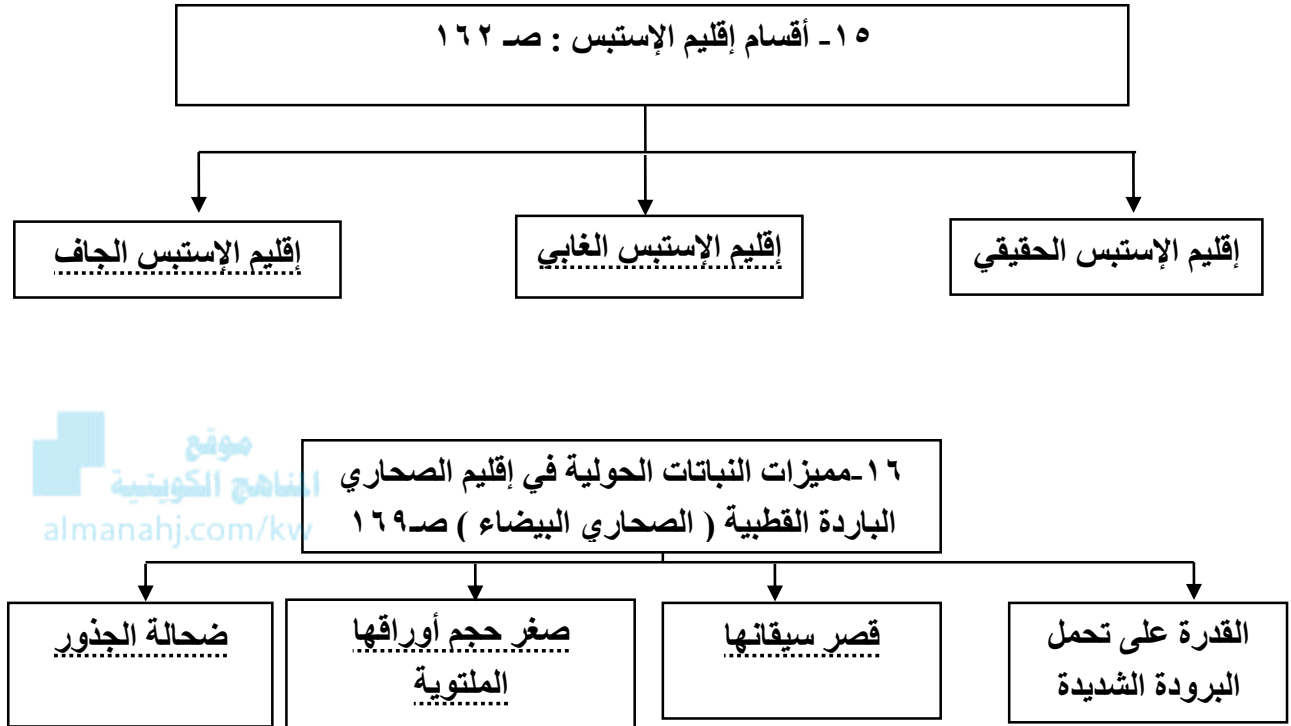 ١٥- أقسام إقليم الإستبس : صـ ١٦٢
إقليم الإستبس الحقيقي
إقليم الإستبس الغابي
إقليم الإستبس الجاف
موقع
المناهج الكويتية
almanahj.com/kw
١٦-مميزات النباتات الحولية في إقليم الصحاري
الباردة القطبية ( الصحاري البيضاء ) صـ١٦٩
القدرة على تحمل
البرودة الشديدة
قصر سيقانها
صغر حجم أوراقها
الملتوية
ضحالة الجذور